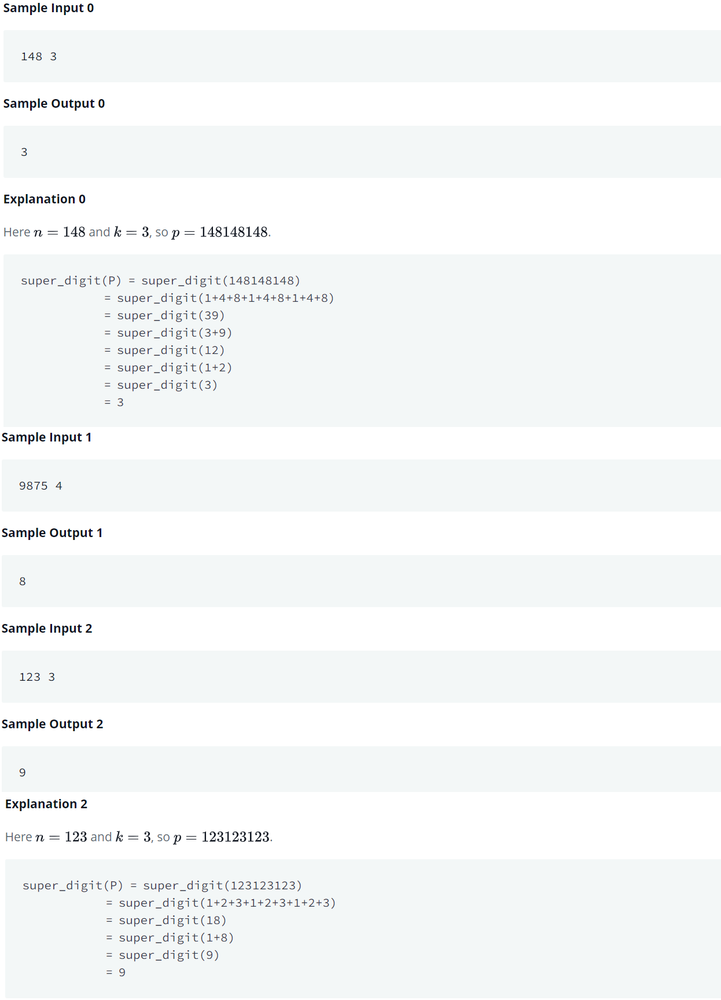 Sample Input 0
148 3
Sample Output 0
3
Explanation 0
Here n = 148 and k = 3, so p = 148148148.
super_digit(P) = super_digit(148148148)
= super_digit(1+4+8+1+4+8+1+4+8)
= super_digit(39)
= super_digit(3+9)
= super_digit(12)
= super_digit(1+2)
= super_digit(3)
= 3
Sample Input 1
9875 4
Sample Output 1
8
Sample Input 2
123 3
Sample Output 2
9
Explanation 2
Here n = 123 and k = 3, so p = 123123123.
super_digit(P) = super_digit(123123123)
= super_digit(1+2+3+1+2+3+1+2+3)
= super_digit(18)
= super_digit(1+8)
= super_digit(9)
= 9